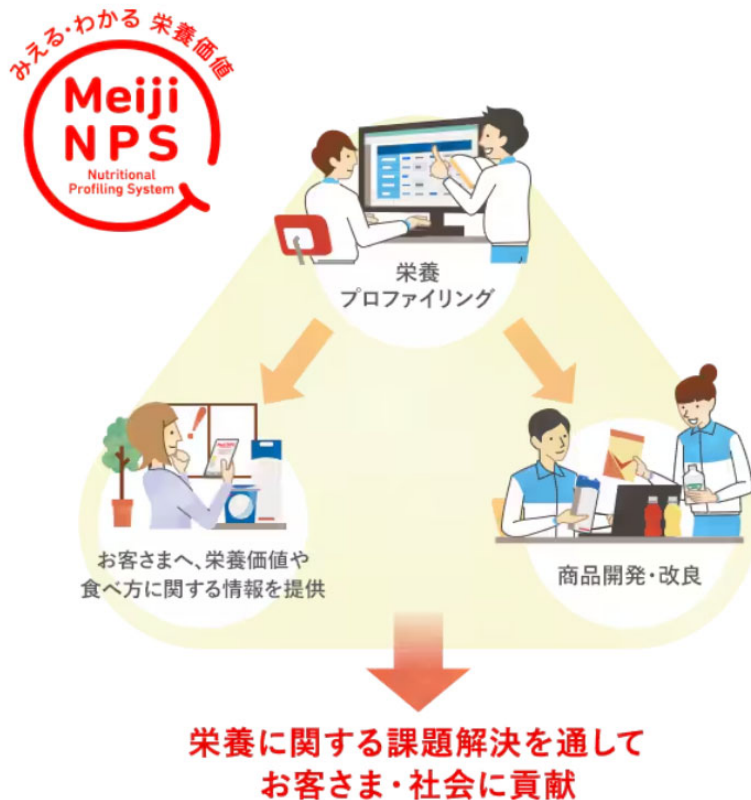 みえる・わかる 栄養価値
Meiji
NPS
Nutritional
Profiling System
栄養
プロファイリング
お客さまへ、栄養価値や
食べ方に関する情報を提供
商品開発・改良
栄養に関する課題解決を通して
お客さま・社会に貢献